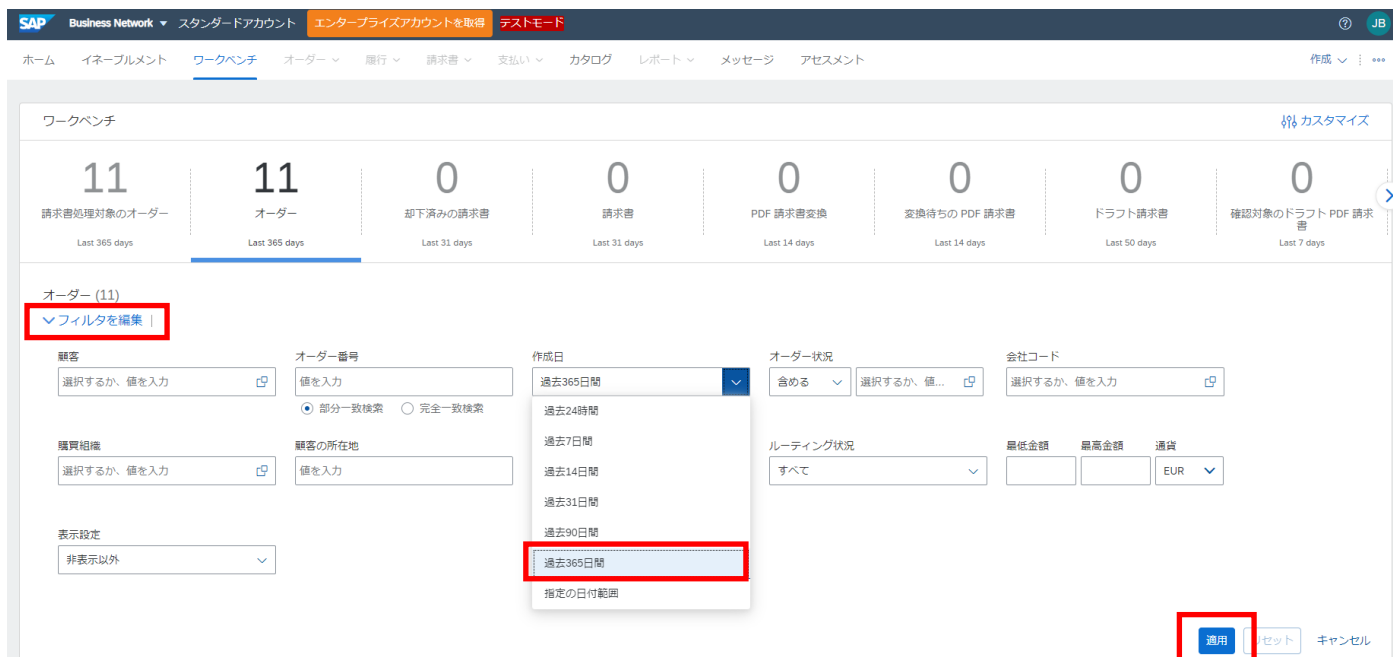 SAP Business Network スタンダードアカウント エンタープライズアカウントを取得 テストモード JB
ホーム イネーブルメント ワークベンチ オーダー 履行 請求書 支払い カタログ レポート メッセージ アセスメント 作成
ワークベンチ カスタマイズ
11 11 0 0 0 0 0 0
請求書処理対象のオーダー オーダー 却下済みの請求書 請求書 PDF 請求書変換 変換待ちの PDF 請求書 ドラフト請求書 確認対象のドラフト PDF 請求
書
Last 365 days Last 365 days Last 31 days Last 31 days Last 14 days Last 14 days Last 50 days Last 7 days
オーダー (11)
フィルタを編集
顧客 オーダー番号 作成日 オーダー状況 会社コード
選択するか、値を入力 値を入力 過去365日間 含める 選択するか、値... 選択するか、値を入力
部分一致検索 完全一致検索
過去24時間
過去7日間
購買組織 顧客の所在地 ルーティング状況 最低金額 最高金額 通貨
選択するか、値を入力 値を入力 過去14日間 すべて EUR
過去31日間
表示設定 過去90日間
非表示以外 過去365日間
指定の日付範囲
適用 リセット キャンセル